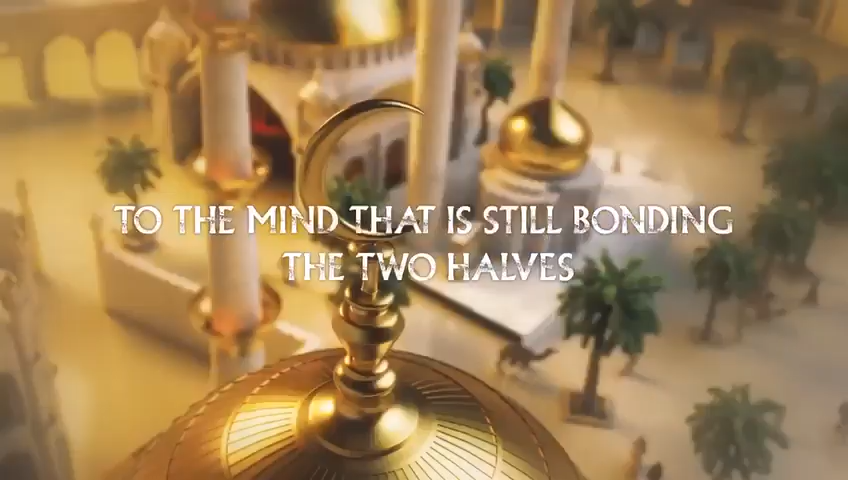 TO THE MIND THAT IS STILL BONDING
THE TWO HALVES